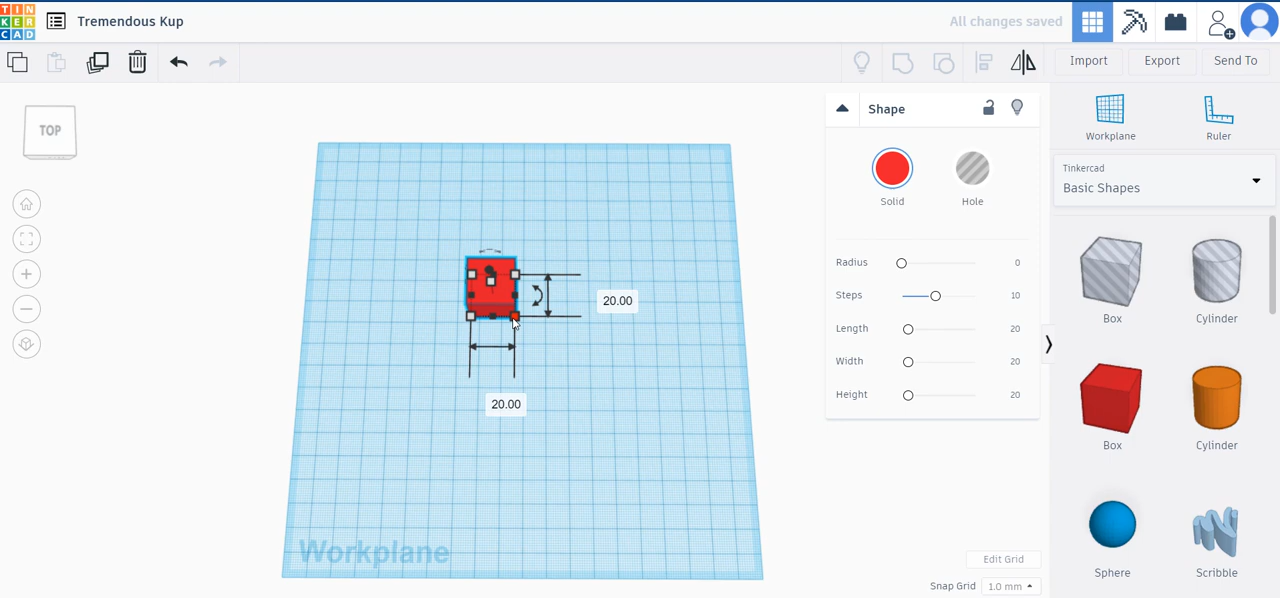 TIN
KER
CAD
Tremendous Kup
All changes saved
Import
Export
Send To
TOP
Shape
Solid
Hole
Radius 0
Steps 10
Length 20
Width 20
Height 20
20.00
20.00
Workplane
Edit Grid
Snap Grid 1.0 mm
Workplane
Ruler
Tinkercad
Basic Shapes
Box
Cylinder
Box
Cylinder
Sphere
Scribble